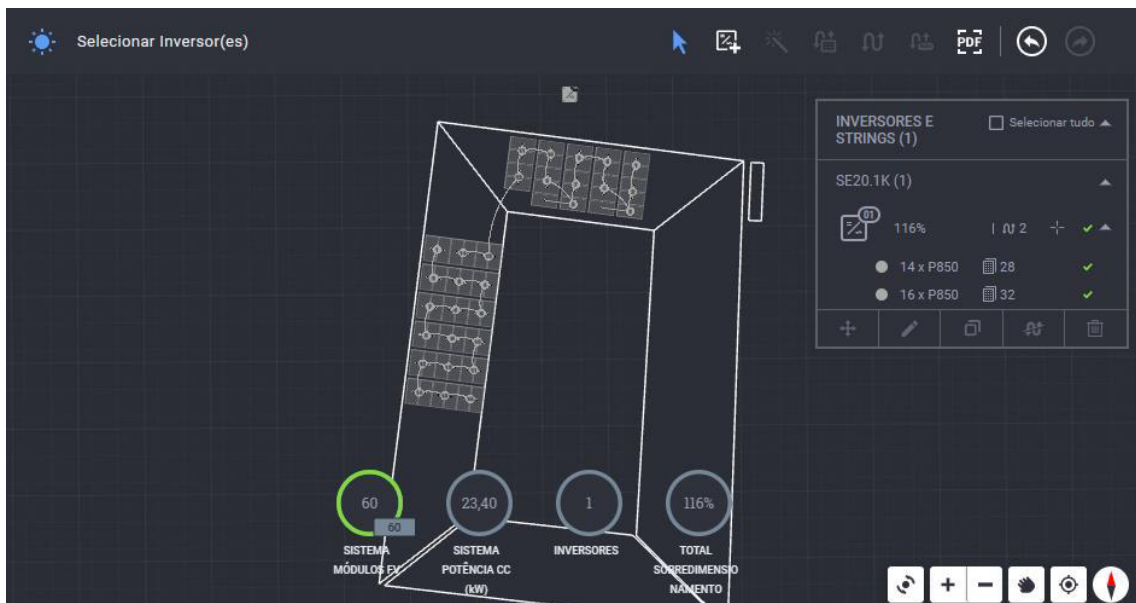 Selecionar Inversor(es)
PDF
INVERSORES E
STRINGS (1)
Selecionar tudo
SE20.1K (1)
01
116%
2
14 x P850
28
16 x P850
32
60
60
SISTEMA
MÓDULOS FV
23,40
SISTEMA
POTÊNCIA CC
(kW)
1
INVERSORES
116%
TOTAL
SOBREDIMENSIO
NAMENTO